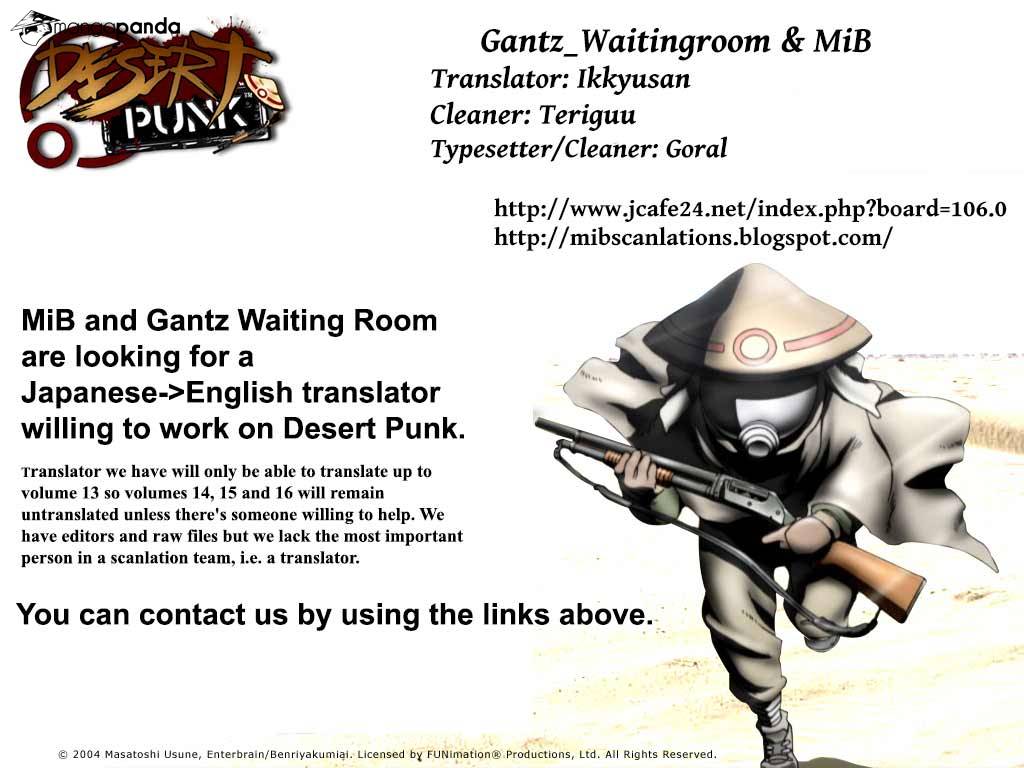 mangapanda
DESERT
PUNK™
Gantz_Waitingroom & MiB
Translator: Ikkyusan
Cleaner: Teriguu
Typesetter/Cleaner: Goral
http://www.jcafe24.net/index.php?board=106.0
http://mibscanlations.blogspot.com/
MiB and Gantz Waiting Room
are looking for a
Japanese->English translator
willing to work on Desert Punk.
Translator we have will only be able to translate up to
volume 13 so volumes 14, 15 and 16 will remain
untranslated unless there's someone willing to help. We
have editors and raw files but we lack the most important
person in a scanlation team, i.e. a translator.
You can contact us by using the links above.
© 2004 Masatoshi Usune, Enterbrain/Benriyakumiai. Licensed by FUNimation® Productions, Ltd. All Rights Reserved.